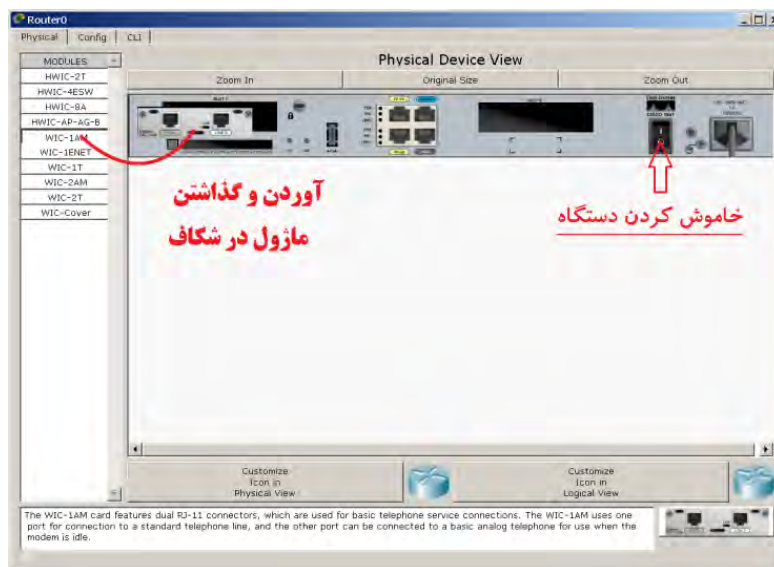 Router0
Physical Config CLI
MODULES
HWIC-2T
HWIC-4ESW
HWIC-8A
HWIC-AP-AG-B
WIC-1AM
WIC-1ENET
WIC-1T
WIC-2AM
WIC-2T
WIC-Cover
Physical Device View
Zoom In Original Size Zoom Out
آوردن و گذاشتن
ماژول در شکاف
خاموش کردن دستگاه
Customize
Icon in
Physical View
Customize
Icon in
Logical View
The WIC-1AM card features dual RJ-11 connectors, which are used for basic telephone service connections. The WIC-1AM uses one
port for connection to a standard telephone line, and the other port can be connected to a basic analog telephone for use when the
modem is idle.